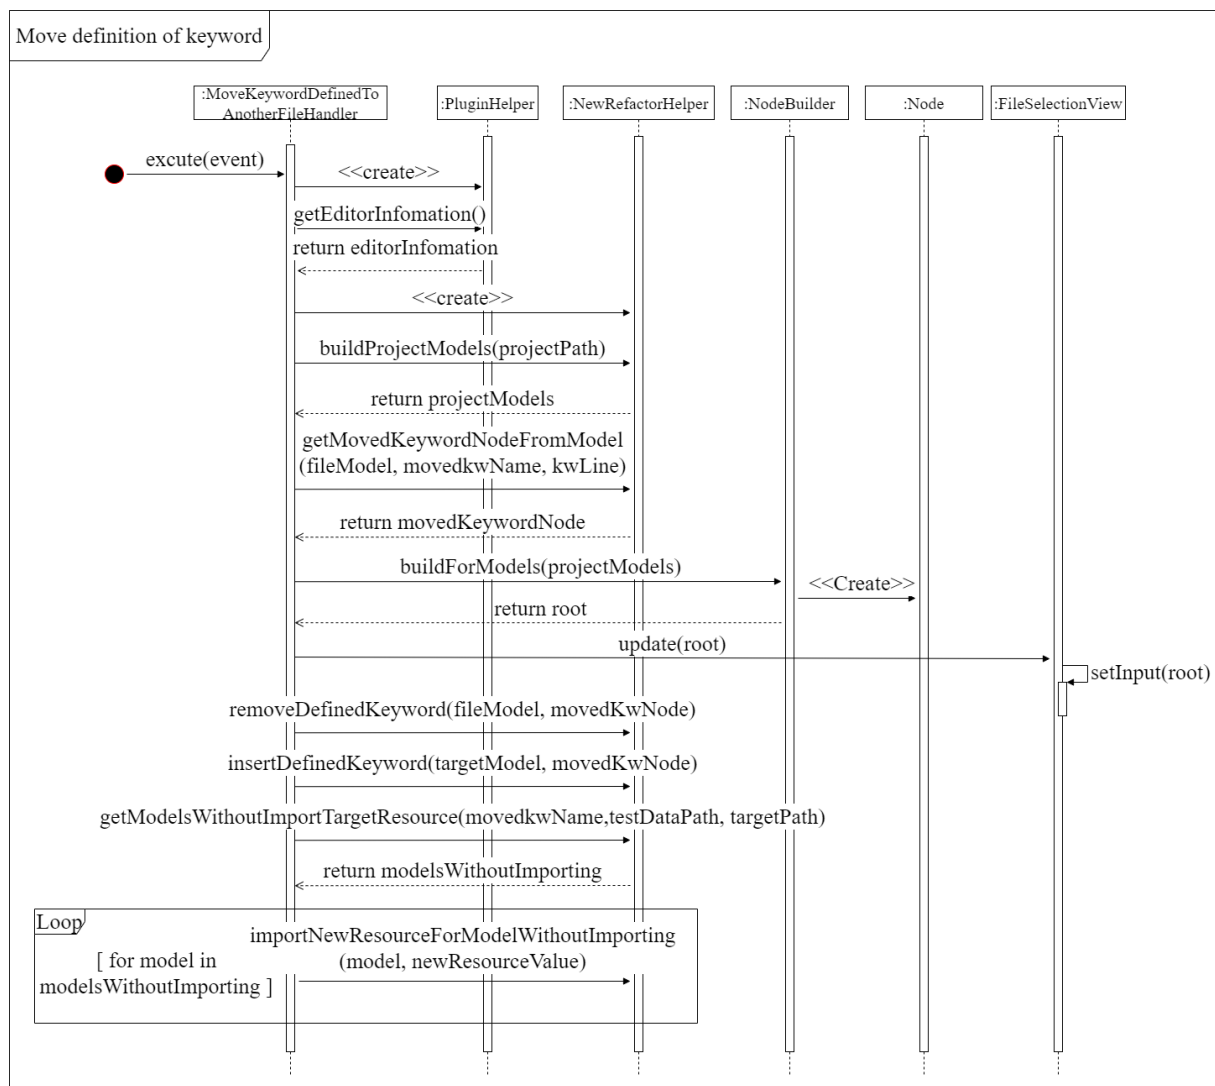 Move definition of keyword
:MoveKeywordDefinedTo
AnotherFileHandler
:PluginHelper
:NewRefactorHelper
:NodeBuilder
:Node
:FileSelectionView
excute(event)
<<create>>
getEditorInfomation()
return editorInfomation
<<create>>
buildProjectModels(projectPath)
return projectModels
getMovedKeywordNodeFromModel
(fileModel, movedkwName, kwLine)
return movedKeywordNode
buildForModels(projectModels)
<<Create>>
return root
update(root)
setInput(root)
removeDefinedKeyword(fileModel, movedKwNode)
insertDefinedKeyword(targetModel, movedKwNode)
getModelsWithoutImportTargetResource(movedkwName,testDataPath, targetPath)
return modelsWithoutImporting
Loop
[ for model in
modelsWithoutImporting ]
importNewResourceForModelWithoutImporting
(model, newResourceValue)